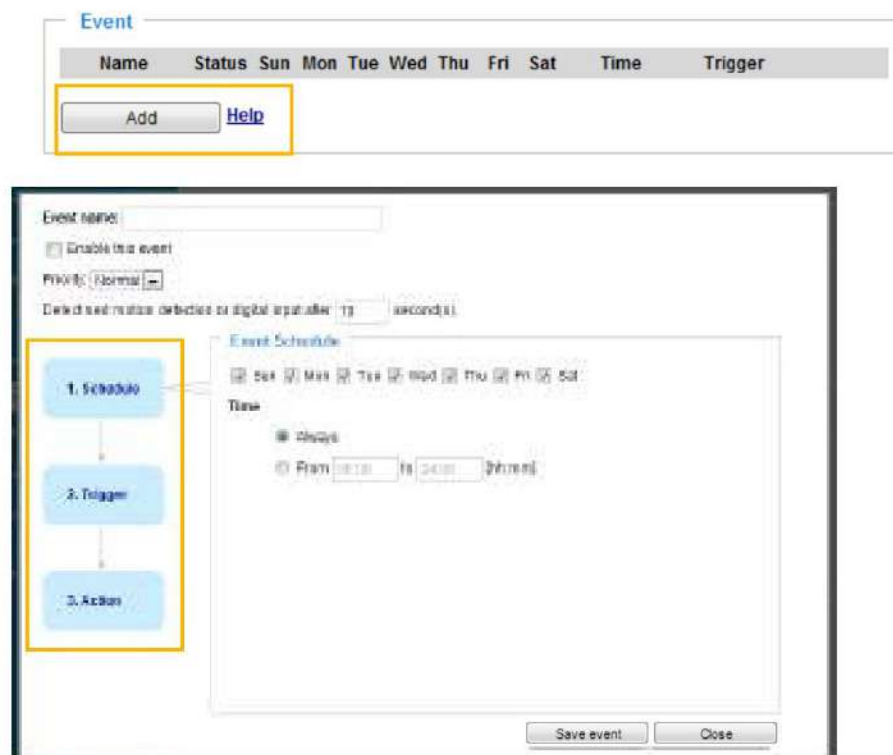 Event
Name Status Sun Mon Tue Wed Thu Fri Sat Time Trigger
Add Help
Event name:
Enable this event
Priority: Normal
Detect next motion detection or digital input after 10 second(s).
Event Schedule
1. Schedule
Sun Mon Tue Wed Thu Fri Sat
Time
Always
From to 24:00 [hh:mm]
2. Trigger
3. Action
Save event Close